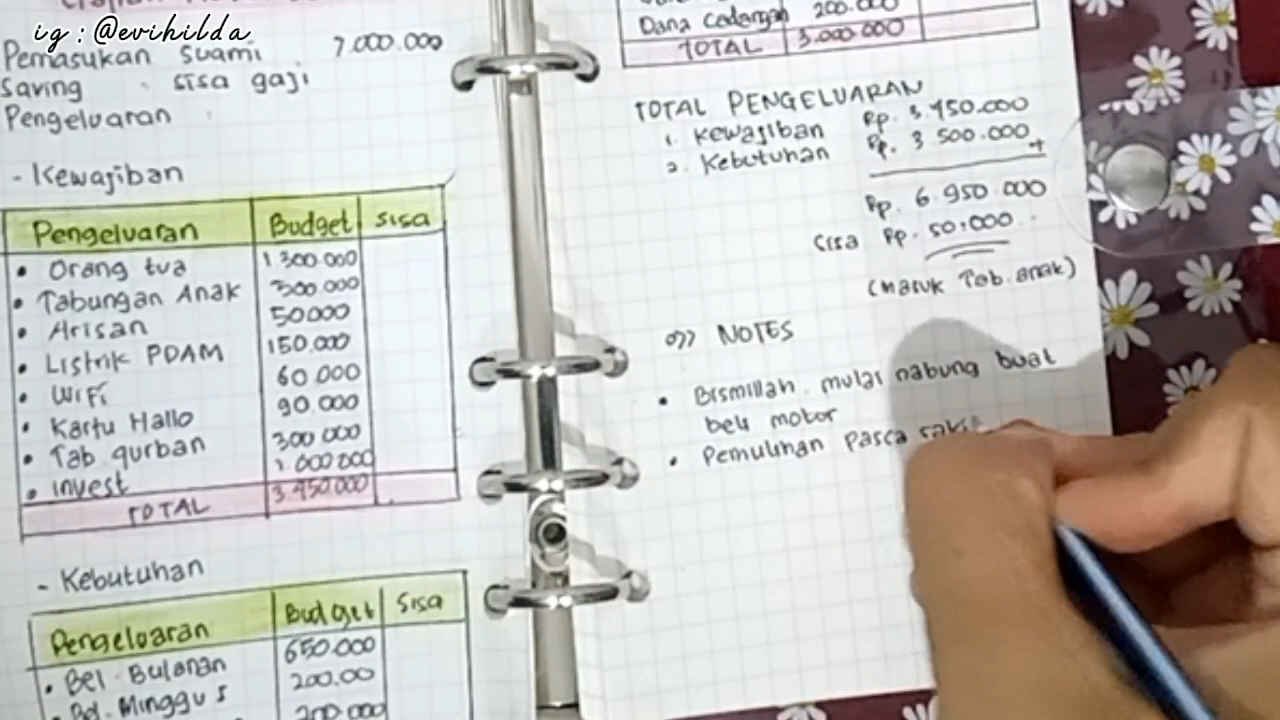 ig : @evihilda
Pemasukan suami 7.000.000
Saving sisa gaji
Pengeluaran
- Kewajiban
Pengeluaran Budget Sisa
• Orang tua 1 500.000
• Tabungan Anak 300.000
• Arisan 50.000
• Listrik PDAM 150.000
• Wifi 60.000
• Kartu Hallo 90.000
• Tab qurban 300.000
• invest 1.000.000
TOTAL 3.450.000
- Kebutuhan
Pengeluaran Budget Sisa
• Bel. Bulanan 650.000
• Bel. Minggu 200.00
200.000
Dana Cadangan 200.000
TOTAL
TOTAL PENGELUARAN
1. Kewajiban Rp. 3.450.000
2. Kebutuhan Rp. 3 500.000 +
Rp. 6.950.000
Sisa Rp. 50.000
(Masuk Tab. anak)
NOTES
• Bismillah. mulai nabung buat
beli motor
• Pemulihan Pasca sakit